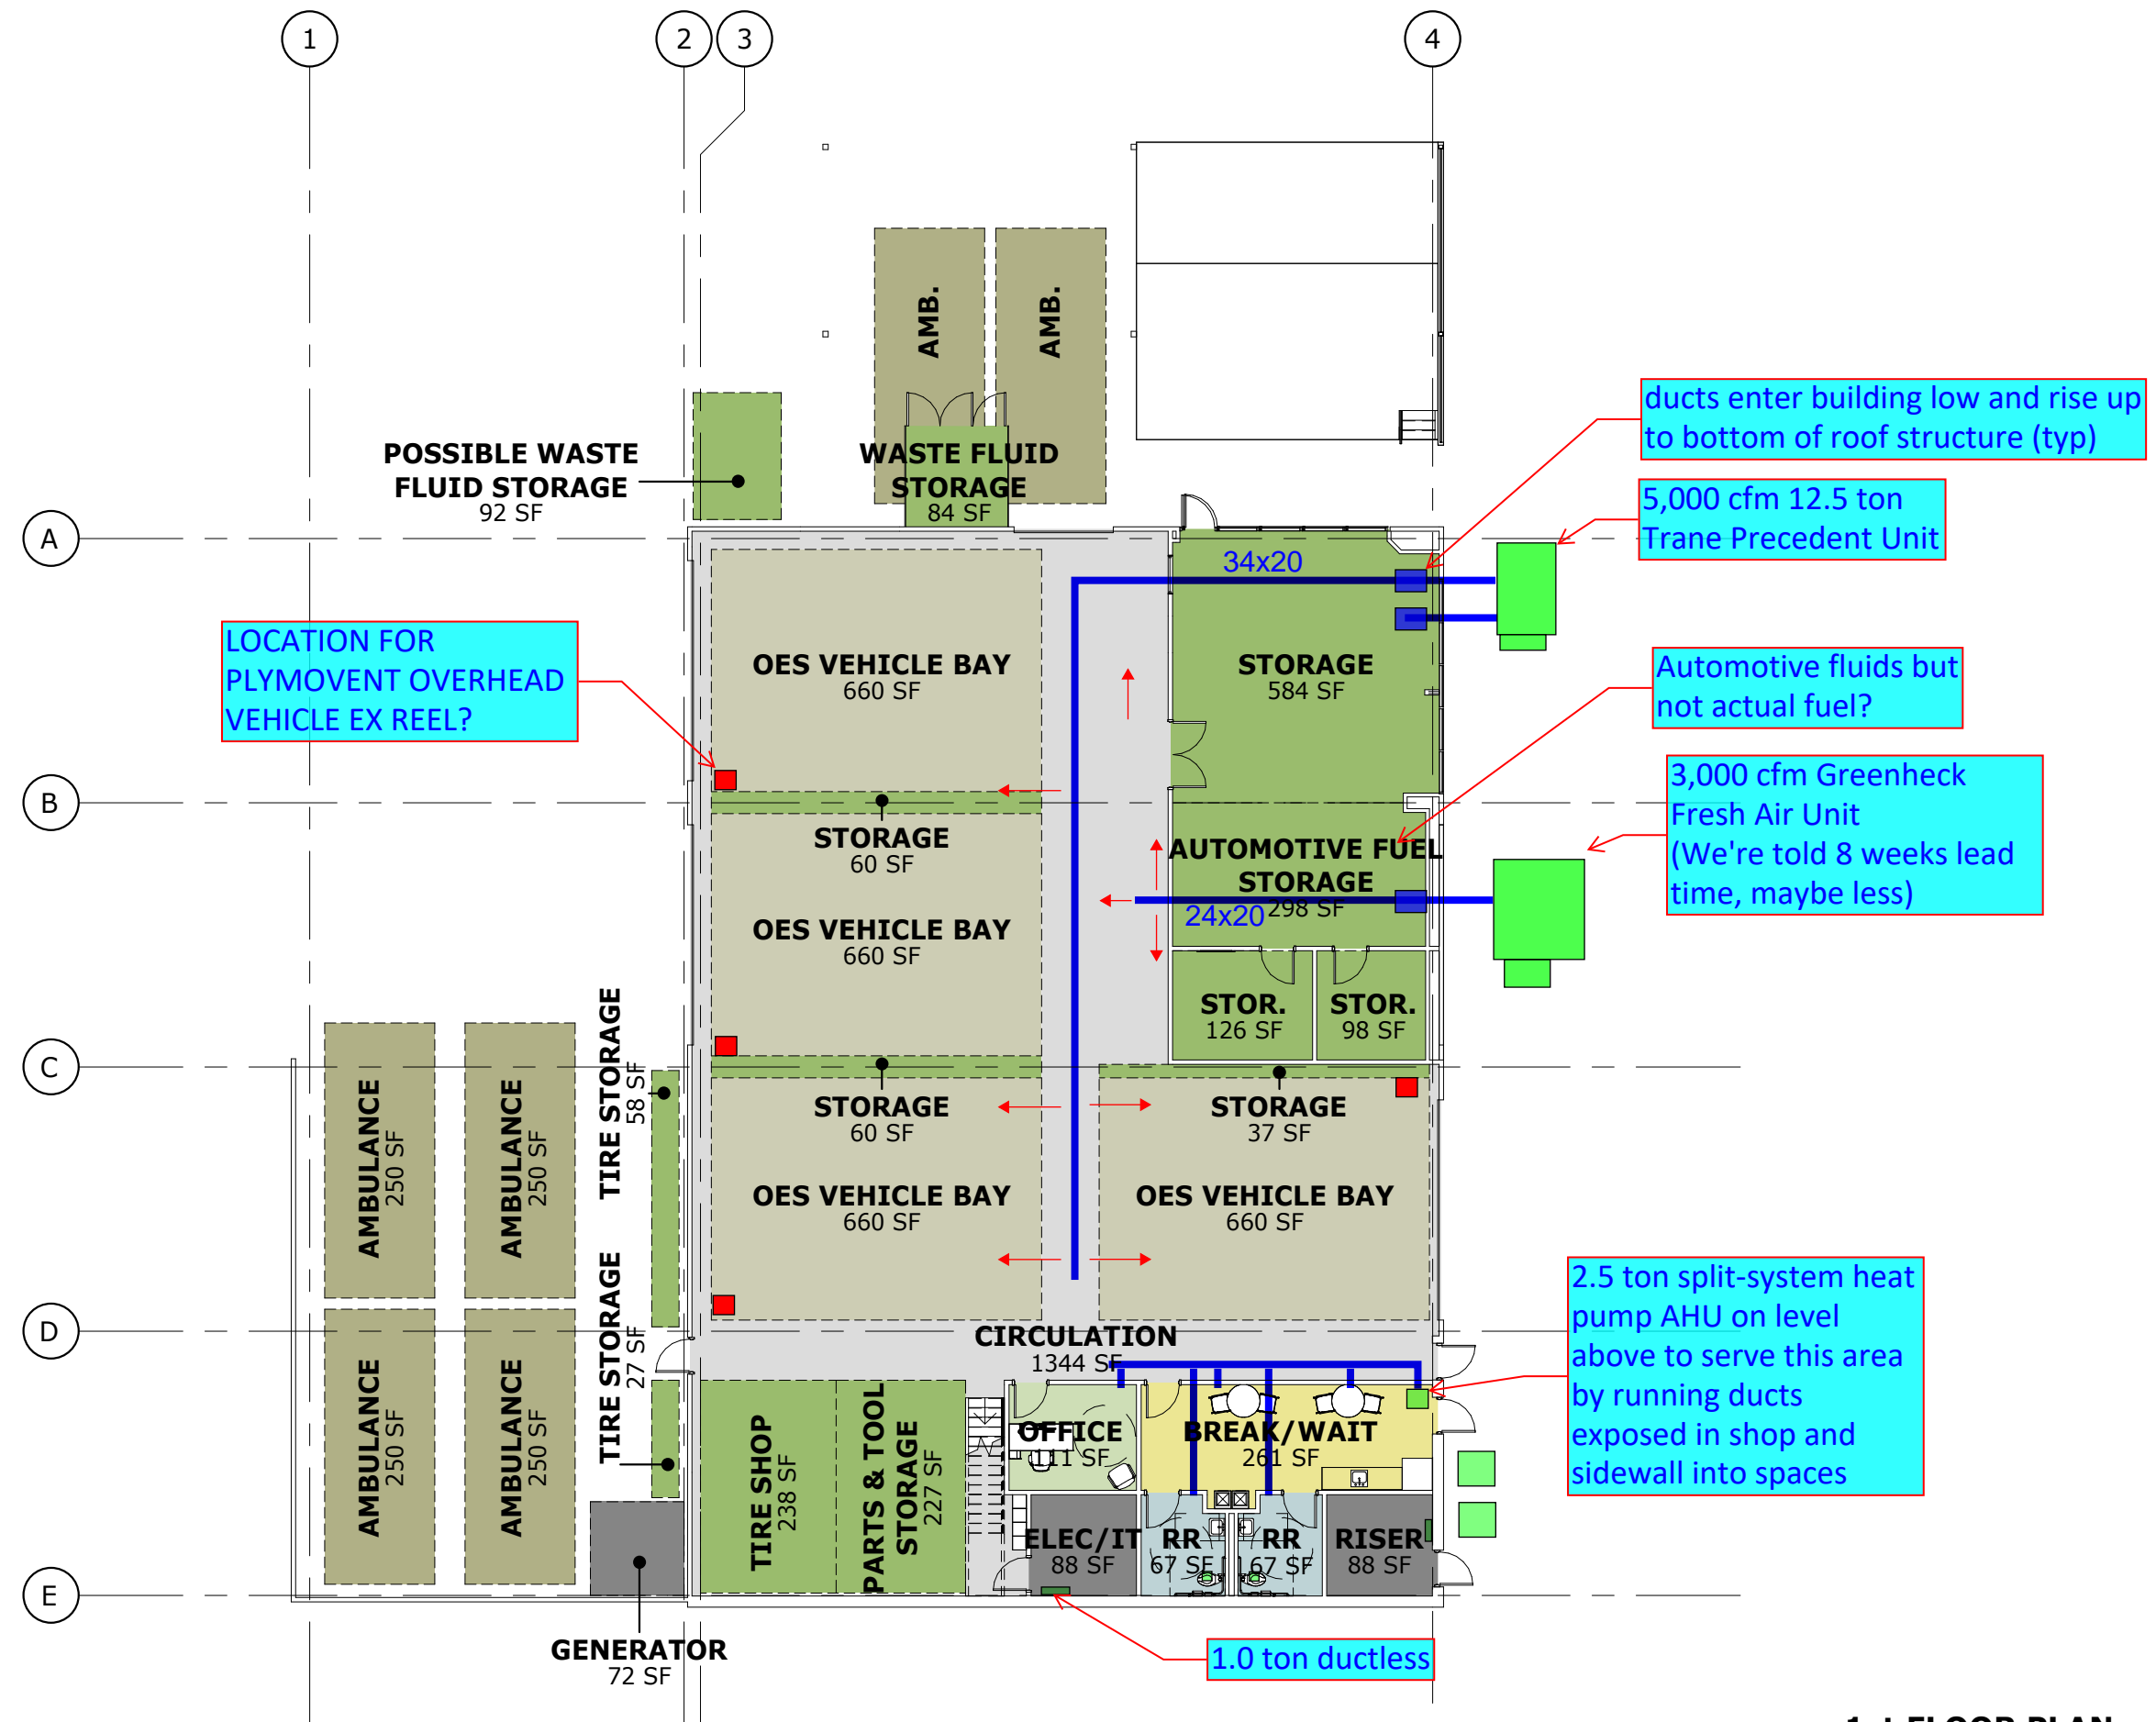 1
2
3
4
AMB.
AMB.
ducts enter building low and rise up
to bottom of roof structure (typ)
POSSIBLE WASTE
FLUID STORAGE
92 SF
WASTE FLUID
STORAGE
84 SF
5,000 cfm 12.5 ton
Trane Precedent Unit
A
34x20
LOCATION FOR
PLYMOVENT OVERHEAD
VEHICLE EX REEL?
OES VEHICLE BAY
660 SF
STORAGE
584 SF
Automotive fluids but
not actual fuel?
B
3,000 cfm Greenheck
Fresh Air Unit
(We're told 8 weeks lead
time, maybe less)
STORAGE
60 SF
AUTOMOTIVE FUEL
STORAGE
298 SF
24x20
OES VEHICLE BAY
660 SF
STOR.
126 SF
STOR.
98 SF
C
TIRE STORAGE
58 SF
AMBULANCE
250 SF
AMBULANCE
250 SF
STORAGE
60 SF
STORAGE
37 SF
OES VEHICLE BAY
660 SF
OES VEHICLE BAY
660 SF
2.5 ton split-system heat
pump AHU on level
above to serve this area
by running ducts
exposed in shop and
sidewall into spaces
D
TIRE STORAGE
27 SF
CIRCULATION
1344 SF
AMBULANCE
250 SF
AMBULANCE
250 SF
TIRE SHOP
238 SF
PARTS & TOOL
STORAGE
227 SF
OFFICE
111 SF
BREAK/WAIT
261 SF
ELEC/IT
88 SF
RR
67 SF
RR
67 SF
RISER
88 SF
E
GENERATOR
72 SF
1.0 ton ductless